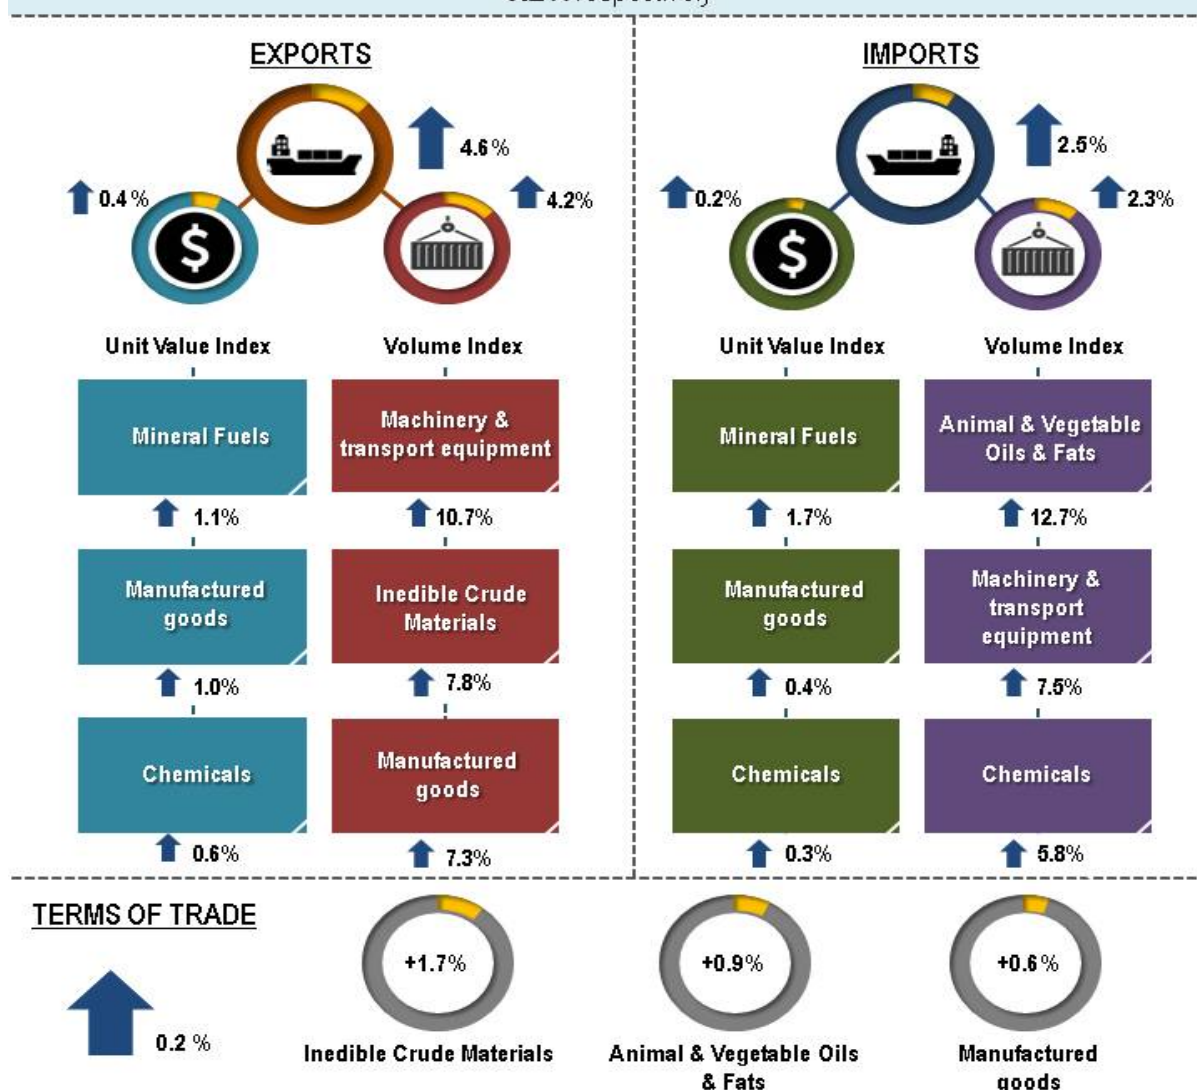 respectively
EXPORTS
IMPORTS
4.6 %
0.4 %
4.2%
2.5%
0.2%
2.3%
$
$
Unit Value Index
Volume Index
Unit Value Index
Volume Index
Mineral Fuels
Machinery &
transport equipment
Mineral Fuels
Animal & Vegetable
Oils & Fats
1.1%
10.7%
1.7%
12.7%
Manufactured
goods
Inedible Crude
Materials
Manufactured
goods
Machinery &
transport
equipment
1.0%
7.8%
0.4%
7.5%
Chemicals
Manufactured
goods
Chemicals
Chemicals
0.6%
7.3%
0.3%
5.8%
TERMS OF TRADE
0.2 %
+1.7%
Inedible Crude Materials
+0.9%
Animal & Vegetable Oils
& Fats
+0.6 %
Manufactured
goods